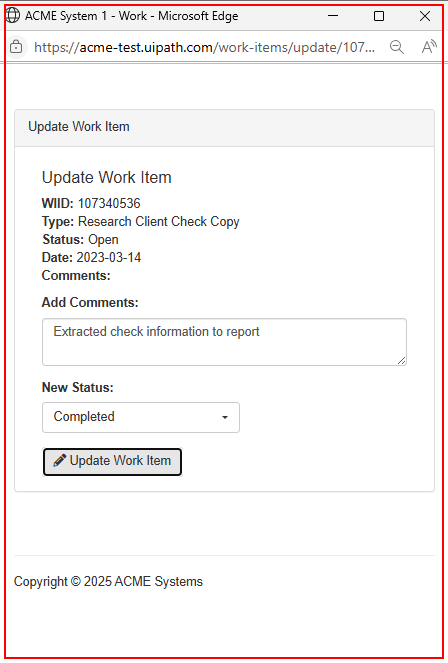 ACME System 1 - Work - Microsoft Edge
https://acme-test.uipath.com/work-items/update/107...
Update Work Item
Update Work Item
WIID: 107340536
Type: Research Client Check Copy
Status: Open
Date: 2023-03-14
Comments:
Add Comments:
Extracted check information to report
New Status:
Completed
Update Work Item
Copyright © 2025 ACME Systems